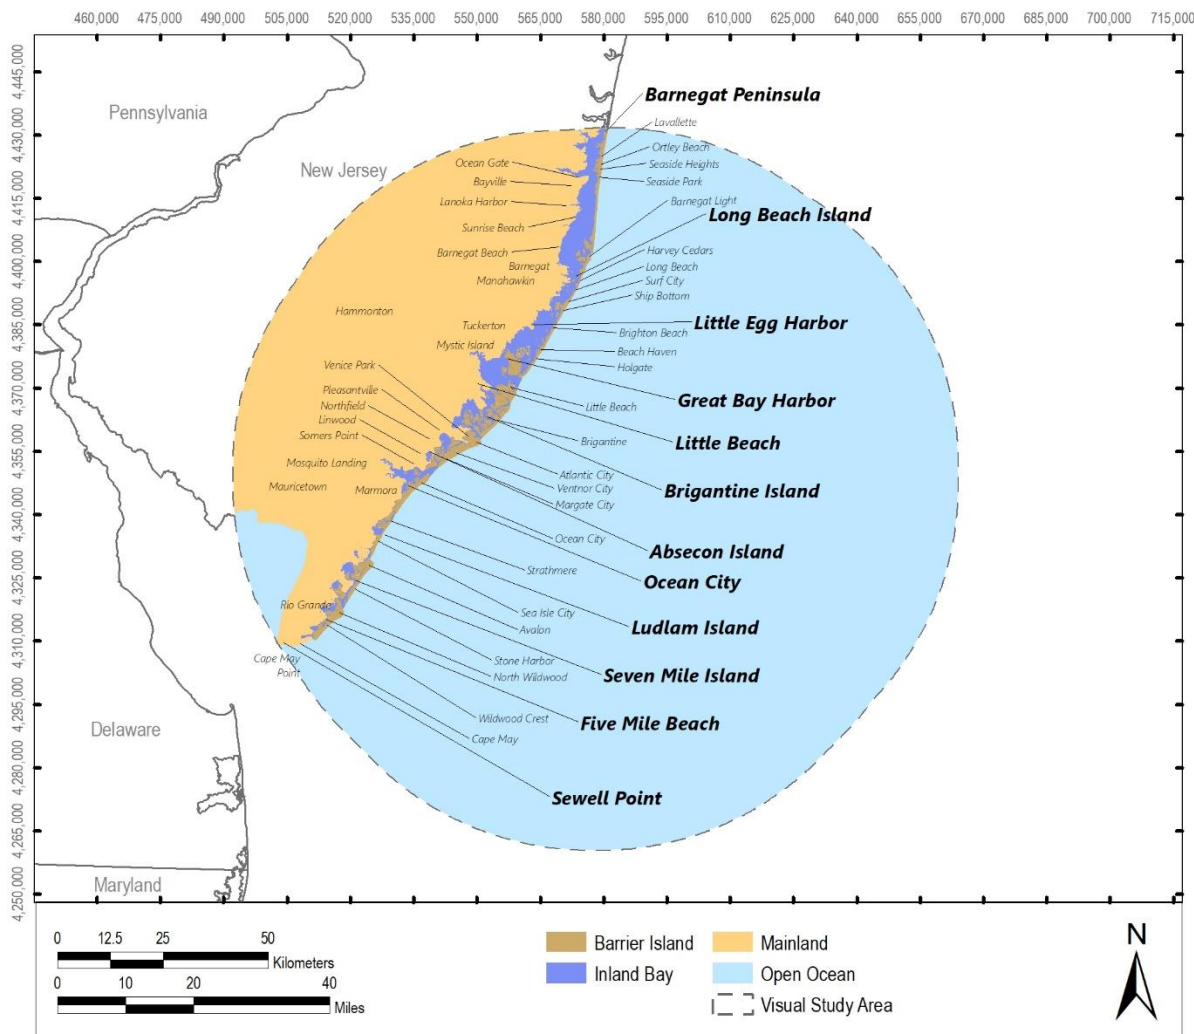 460,000 475,000 490,000 505,000 520,000 535,000 550,000 565,000 580,000 595,000 610,000 625,000 640,000 655,000 670,000 685,000 700,000 715,000
4,445,000
4,430,000
4,415,000
4,400,000
4,385,000
4,370,000
4,355,000
4,340,000
4,325,000
4,310,000
4,295,000
4,280,000
4,265,000
4,250,000
Pennsylvania
New Jersey
Delaware
Maryland
Barnegat Peninsula
Lavallette
Ortley Beach
Ocean Gate
Seaside Heights
Bayville
Seaside Park
Lanoka Harbor
Barnegat Light
Long Beach Island
Sunrise Beach
Barnegat Beach
Harvey Cedars
Barnegat
Long Beach
Manahawkin
Surf City
Ship Bottom
Hammonton
Little Egg Harbor
Tuckerton
Brighton Beach
Mystic Island
Beach Haven
Venice Park
Holgate
Pleasantville
Great Bay Harbor
Northfield
Little Beach
Linwood
Somers Point
Brigantine
Little Beach
Mosquito Landing
Atlantic City
Mauricetown
Marmora
Ventnor City
Brigantine Island
Margate City
Ocean City
Absecon Island
Strathmere
Ocean City
Rio Grande
Sea Isle City
Avalon
Ludlam Island
Cape May
Point
Stone Harbor
North Wildwood
Seven Mile Island
Wildwood Crest
Five Mile Beach
Cape May
Sewell Point
0 12.5 25 50
Kilometers
0 10 20 40
Miles
Barrier Island
Inland Bay
Mainland
Open Ocean
Visual Study Area
N